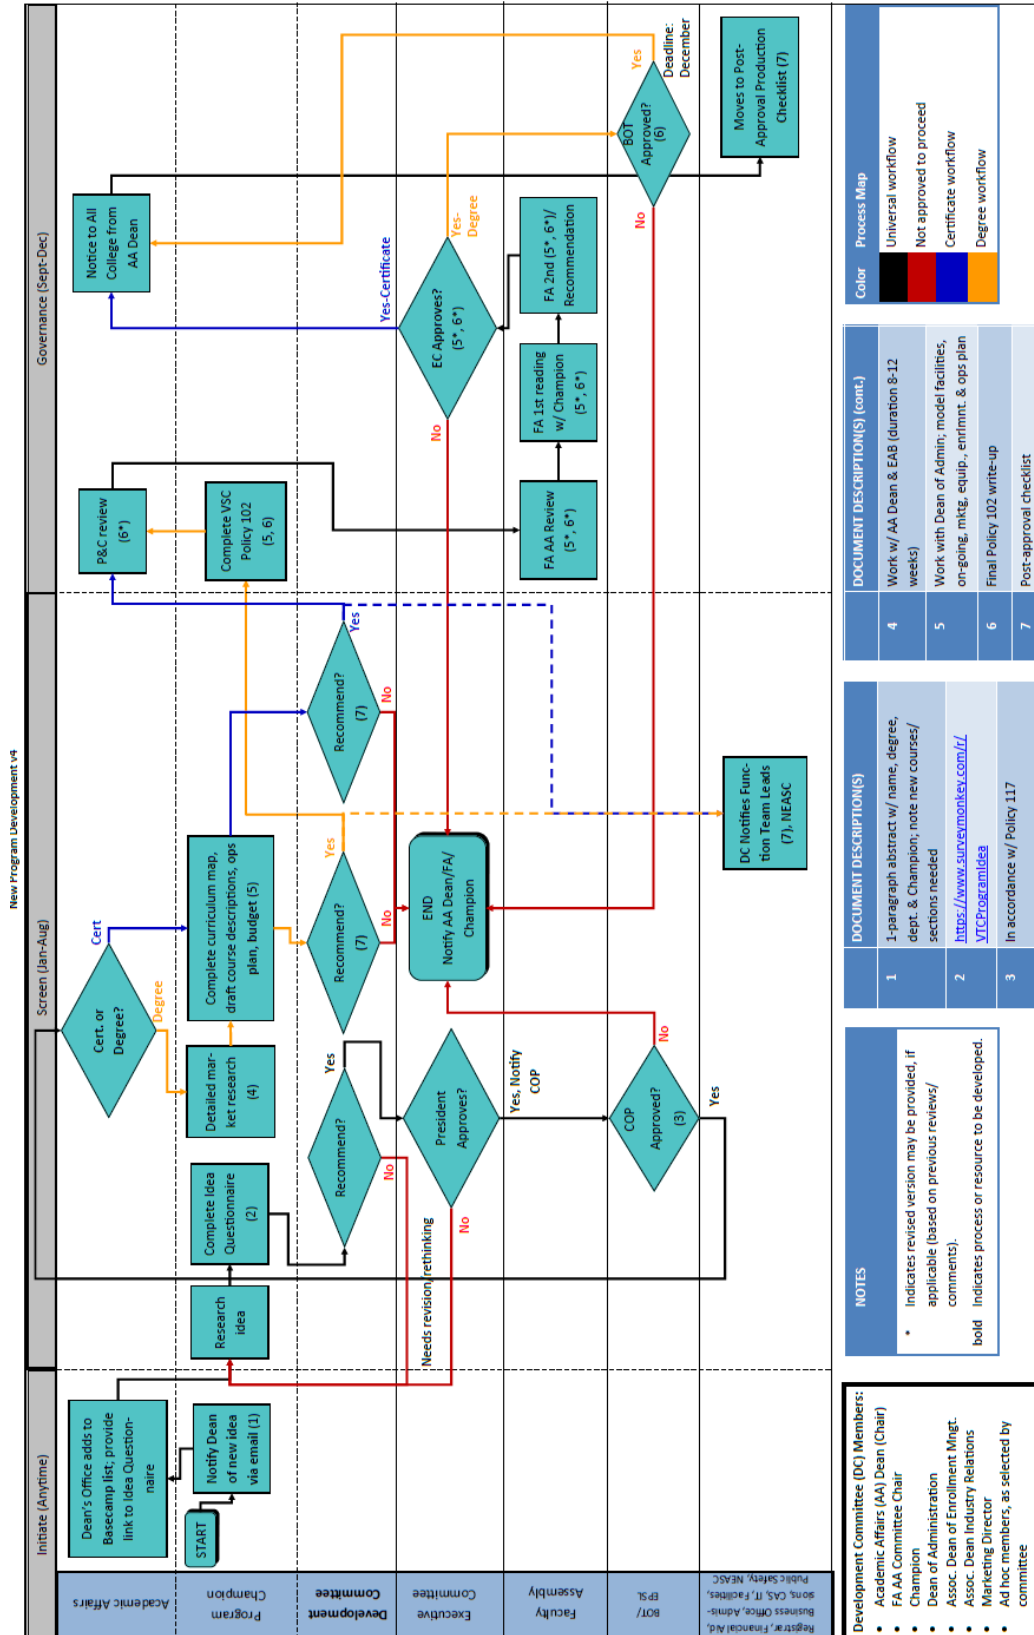 New Program Development v4
Initiate (Anytime)
Screen (Jan-Aug)
Governance (Sept-Dec)
Academic Affairs
Dean's Office adds to
Basecamp list; provide
link to Idea Question-
naire
Cert. or
Degree?
Cert
Degree
P&C review
(6*)
Notice to All
College from
AA Dean
Program
Champion
START
Notify Dean
of new idea
via email (1)
Research
idea
Complete Idea
Questionnaire
(2)
Detailed mar-
ket research
(4)
Complete curriculum map,
draft course descriptions, ops
plan, budget (5)
Complete VSC
Policy 102
(5, 6)
Development
Committee
Recommend?
Yes
No
Recommend?
(7)
Yes
No
Recommend?
(7)
Yes
No
Executive
Committee
Needs revision/rethinking
No
President
Approves?
Yes, Notify
COP
END
Notify AA Dean/FA/
Champion
No
EC Approves?
(5*, 6*)
Yes-Certificate
Yes-
Degree
Faculty
Assembly
FA AA Review
(5*, 6*)
FA 1st reading
w/ Champion
(5*, 6*)
FA 2nd (5*, 6*)/
Recommendation
BOT/
EPSL
COP
Approved?
(3)
No
Yes
No
BOT
Approved?
(6)
Yes
Deadline:
December
Registrar, Financial Aid,
Business Office, Admis-
sions, CAS, IT, Facilities,
Public Safety, NEASC
DC Notifies Func-
tion Team Leads
(7), NEASC
Moves to Post-
Approval Production
Checklist (7)
Development Committee (DC) Members:
• Academic Affairs (AA) Dean (Chair)
• FA AA Committee Chair
• Champion
• Dean of Administration
• Assoc. Dean of Enrollment Mngt.
• Assoc. Dean Industry Relations
• Marketing Director
• Ad hoc members, as selected by
committee
NOTES
* Indicates revised version may be provided, if
applicable (based on previous reviews/
comments).
bold Indicates process or resource to be developed.
DOCUMENT DESCRIPTION(S)
1 1-paragraph abstract w/ name, degree,
dept. & Champion; note new courses/
sections needed
2 https://www.surveymonkey.com/r/
VTCProgramIdea
3 In accordance w/ Policy 117
DOCUMENT DESCRIPTION(S) (cont.)
4 Work w/ AA Dean & EAB (duration 8-12
weeks)
5 Work with Dean of Admin; model facilities,
on-going, mktg, equip., enrlmnt. & ops plan
6 Final Policy 102 write-up
7 Post-approval checklist
Color Process Map
Universal workflow
Not approved to proceed
Certificate workflow
Degree workflow